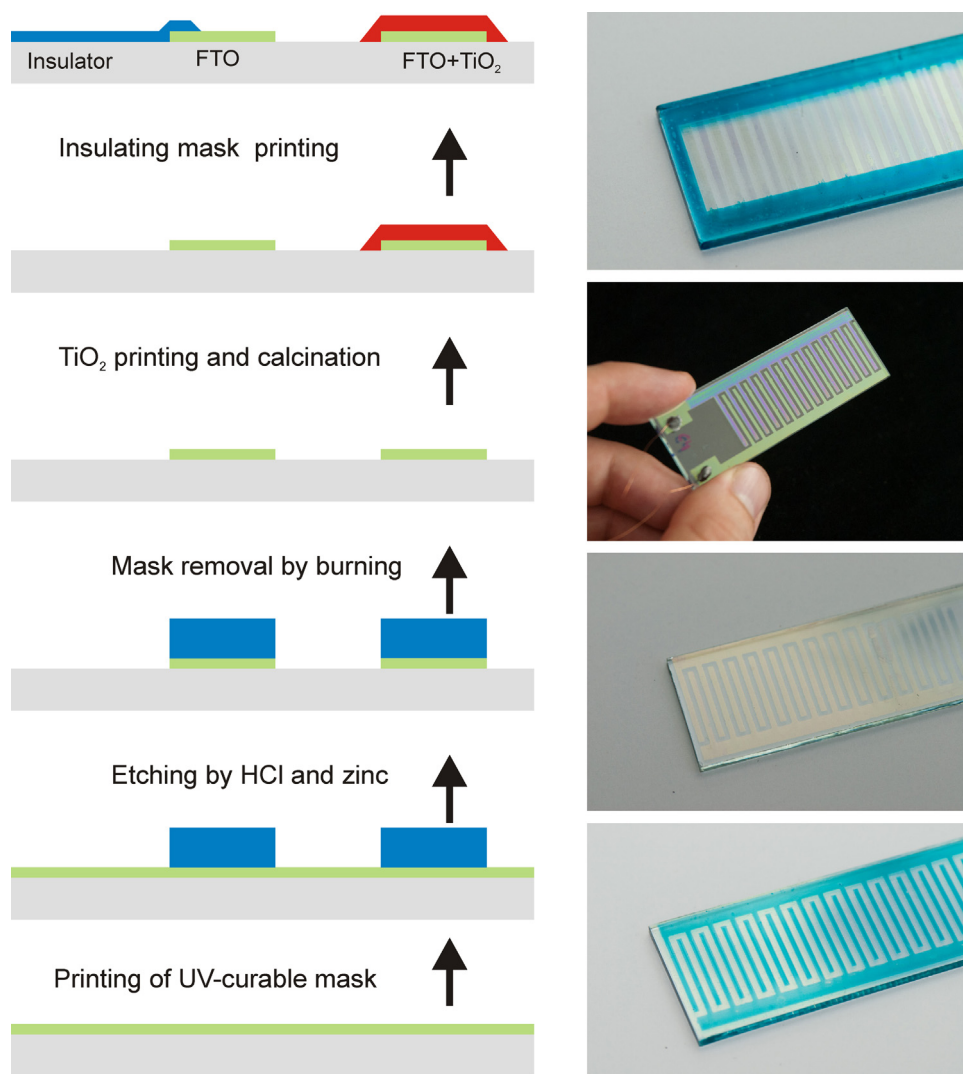 Insulator
FTO
FTO+TiO₂
Insulating mask printing
TiO₂ printing and calcination
Mask removal by burning
Etching by HCl and zinc
Printing of UV-curable mask